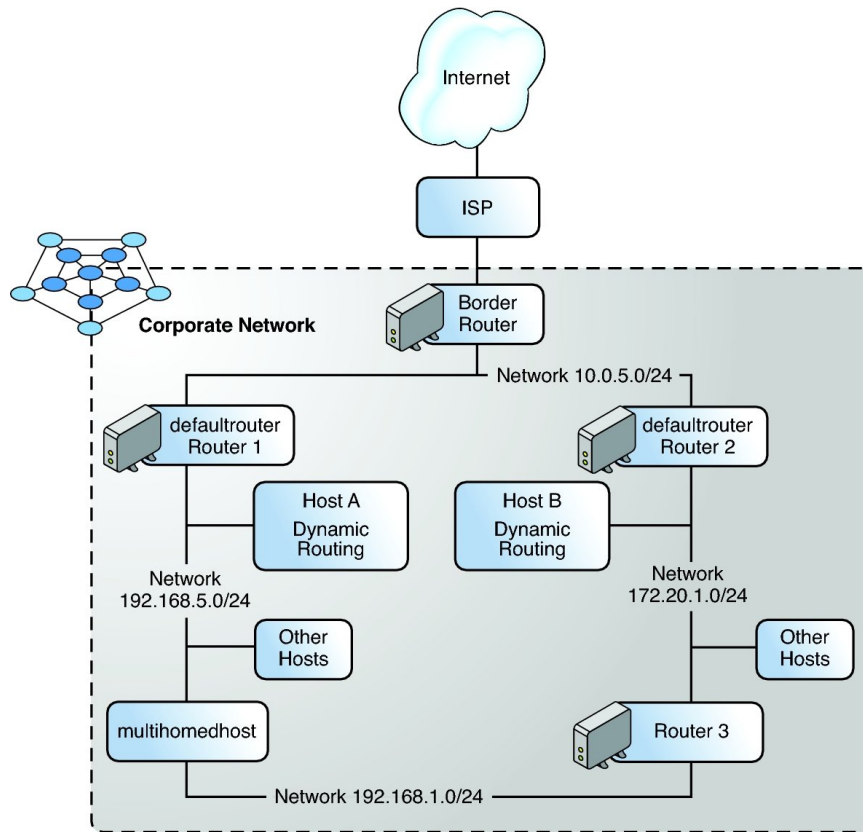 Internet
ISP
Border
Router
Corporate Network
Network 10.0.5.0/24
defaultrouter
Router 1
defaultrouter
Router 2
Host A
Dynamic
Routing
Host B
Dynamic
Routing
Network
192.168.5.0/24
Network
172.20.1.0/24
Other
Hosts
Other
Hosts
multihomedhost
Router 3
Network 192.168.1.0/24